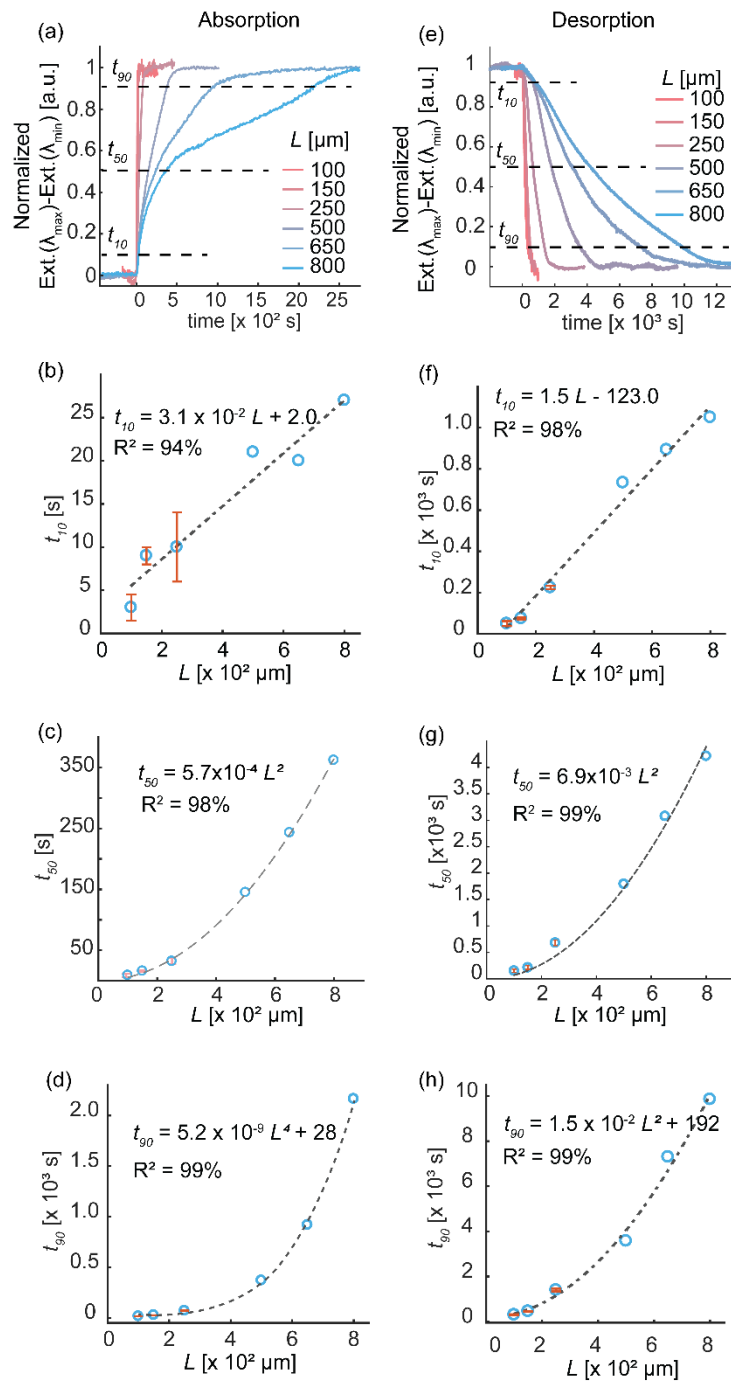 Absorption
(a)
Normalized
Ext.(λmax)-Ext.(λmin) [a.u.]
1
0.8
0.6
0.4
0.2
0
t90
t50
t10
L [µm]
100
150
250
500
650
800
0 5 10 15 20 25
time [x 10² s]
(b)
t10 = 3.1 x 10⁻² L + 2.0
R² = 94%
t10 [s]
25
20
15
10
5
0
0 2 4 6 8
L [x 10² µm]
(c)
t50 = 5.7x10⁻⁴ L²
R² = 98%
t50 [s]
350
250
150
50
0 2 4 6 8
L [x 10² µm]
(d)
t90 = 5.2 x 10⁻⁹ L⁴ + 28
R² = 99%
t90 [x 10³ s]
2.0
1.5
1.0
0.5
0
0 2 4 6 8
L [x 10² µm]
Desorption
(e)
Normalized
Ext.(λmax)-Ext.(λmin) [a.u.]
1
0.8
0.6
0.4
0.2
0
t10
t50
t90
L [µm]
100
150
250
500
650
800
0 2 4 6 8 10 12
time [x 10³ s]
(f)
t10 = 1.5 L - 123.0
R² = 98%
t10 [x 10³ s]
1.0
0.8
0.6
0.4
0.2
0
0 2 4 6 8
L [x 10² µm]
(g)
t50 = 6.9x10⁻³ L²
R² = 99%
t50 [x10³ s]
4
3
2
1
0.5
0
0 2 4 6 8
L [x 10² µm]
(h)
t90 = 1.5 x 10⁻² L² + 192
R² = 99%
t90 [x 10³ s]
10
8
6
4
2
0
0 2 4 6 8
L [x 10² µm]